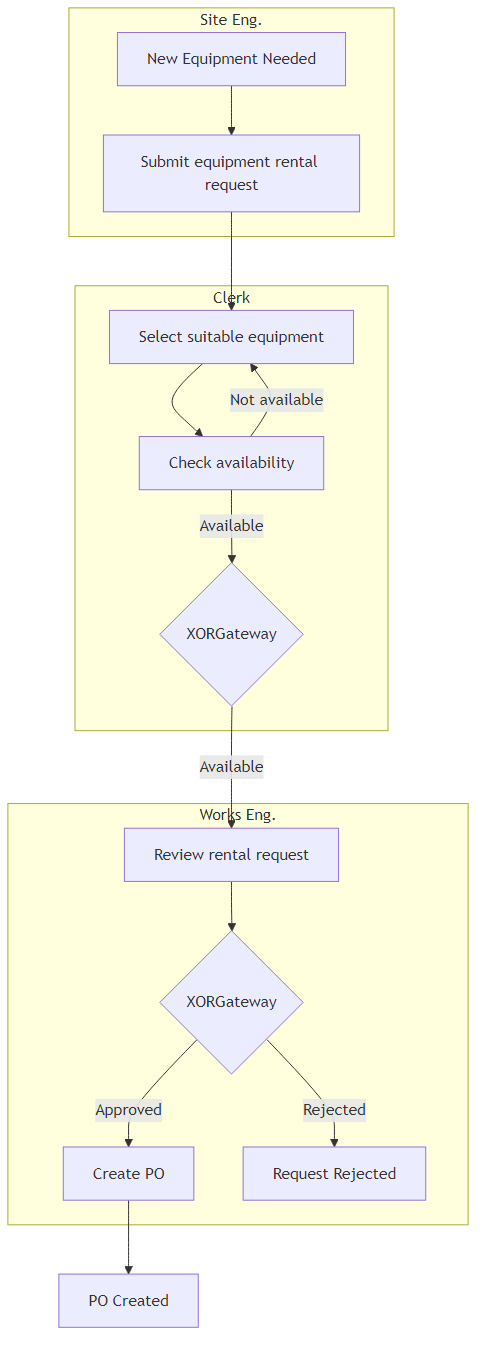 Site Eng.
New Equipment Needed
Submit equipment rental
request
Clerk
Select suitable equipment
Not available
Check availability
Available
XORGateway
Available
Works Eng.
Review rental request
XORGateway
Approved
Rejected
Create PO
Request Rejected
PO Created